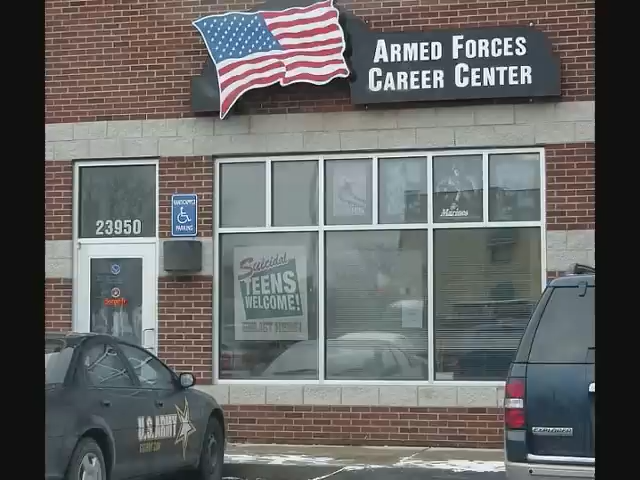 ARMED FORCES
CAREER CENTER
HANDICAPPED
PARKING
23950
Marines
Suicidal
TEENS
WELCOME!
U.S. ARMY
EXPLORER